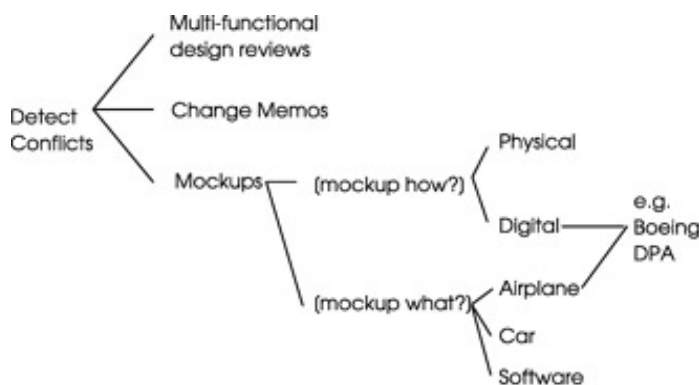 Multi-functional
design reviews
Detect
Conflicts
Change Memos
Mockups
(mockup how?)
Physical
Digital
e.g.
Boeing
DPA
(mockup what?)
Airplane
Car
Software